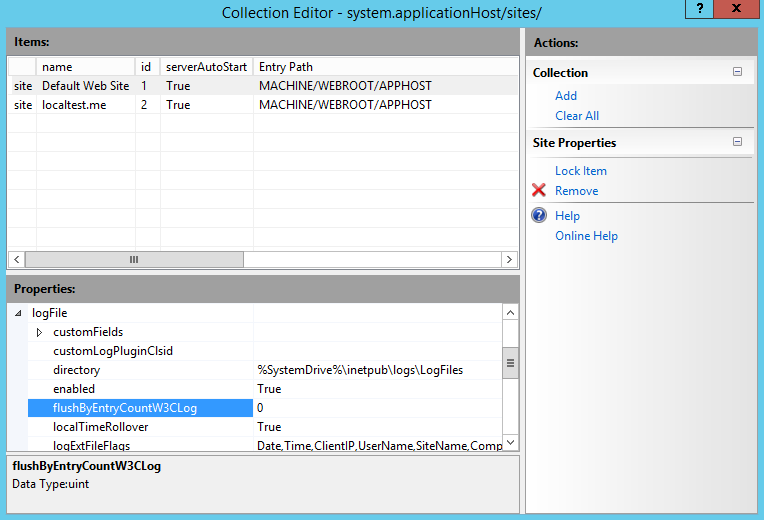 Collection Editor - system.applicationHost/sites/
? X
Items:
name id serverAutoStart Entry Path
site Default Web Site 1 True MACHINE/WEBROOT/APPHOST
site localtest.me 2 True MACHINE/WEBROOT/APPHOST
Properties:
logFile
customFields
customLogPluginClsid
directory %SystemDrive%\inetpub\logs\LogFiles
enabled True
flushByEntryCountW3CLog 0
localTimeRollover True
logExtFileFlags Date,Time,ClientIP,UserName,SiteName,Comp
flushByEntryCountW3CLog
Data Type:uint
Actions:
Collection
Add
Clear All
Site Properties
Lock Item
Remove
? Help
Online Help